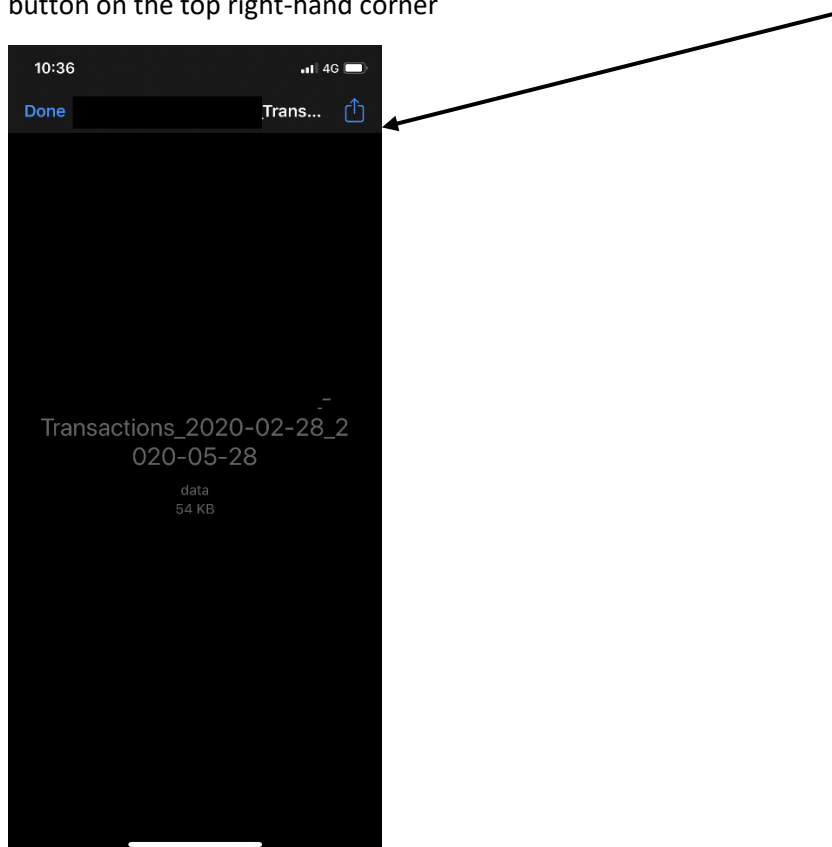 button on the top right-hand corner
10:36 4G
Done Trans...
Transactions_2020-02-28_2
020-05-28
data
54 KB